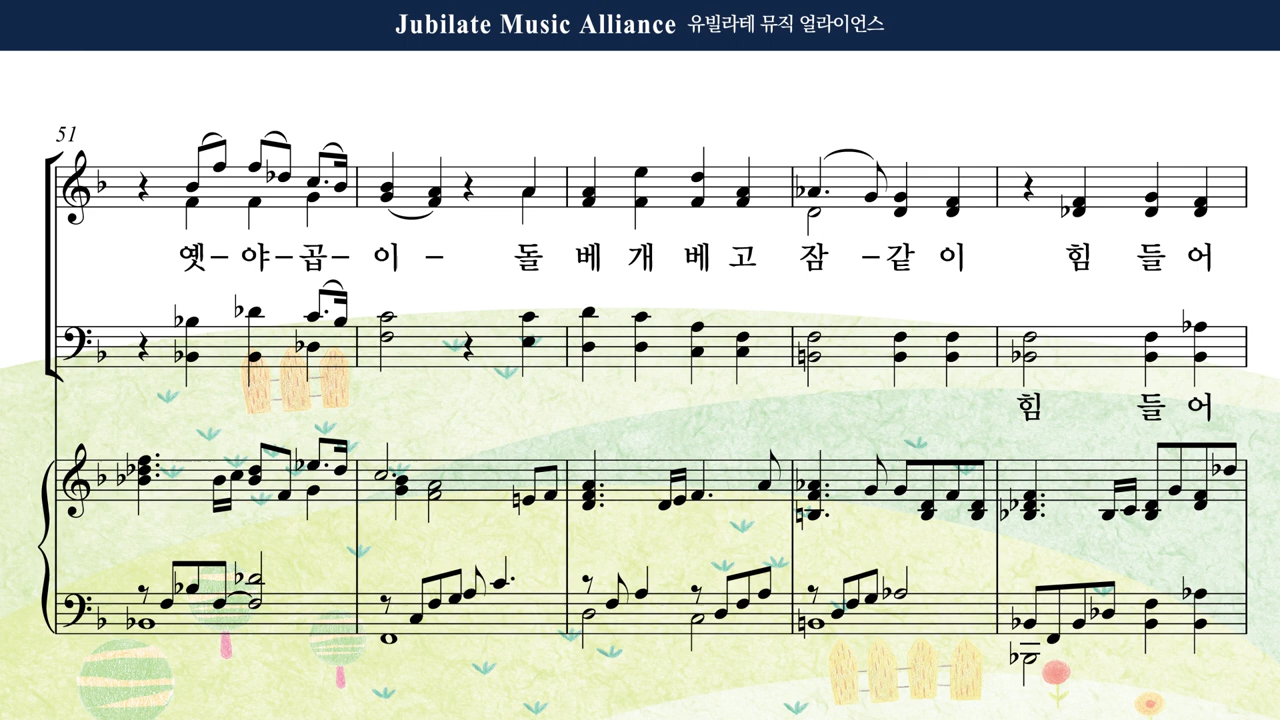 Jubilate Music Alliance 유빌라테 뮤직 얼라이언스
51
옛-야-곱-이 - 돌 베 개 베 고 잠 -같 이 힘 들 어
힘 들 어